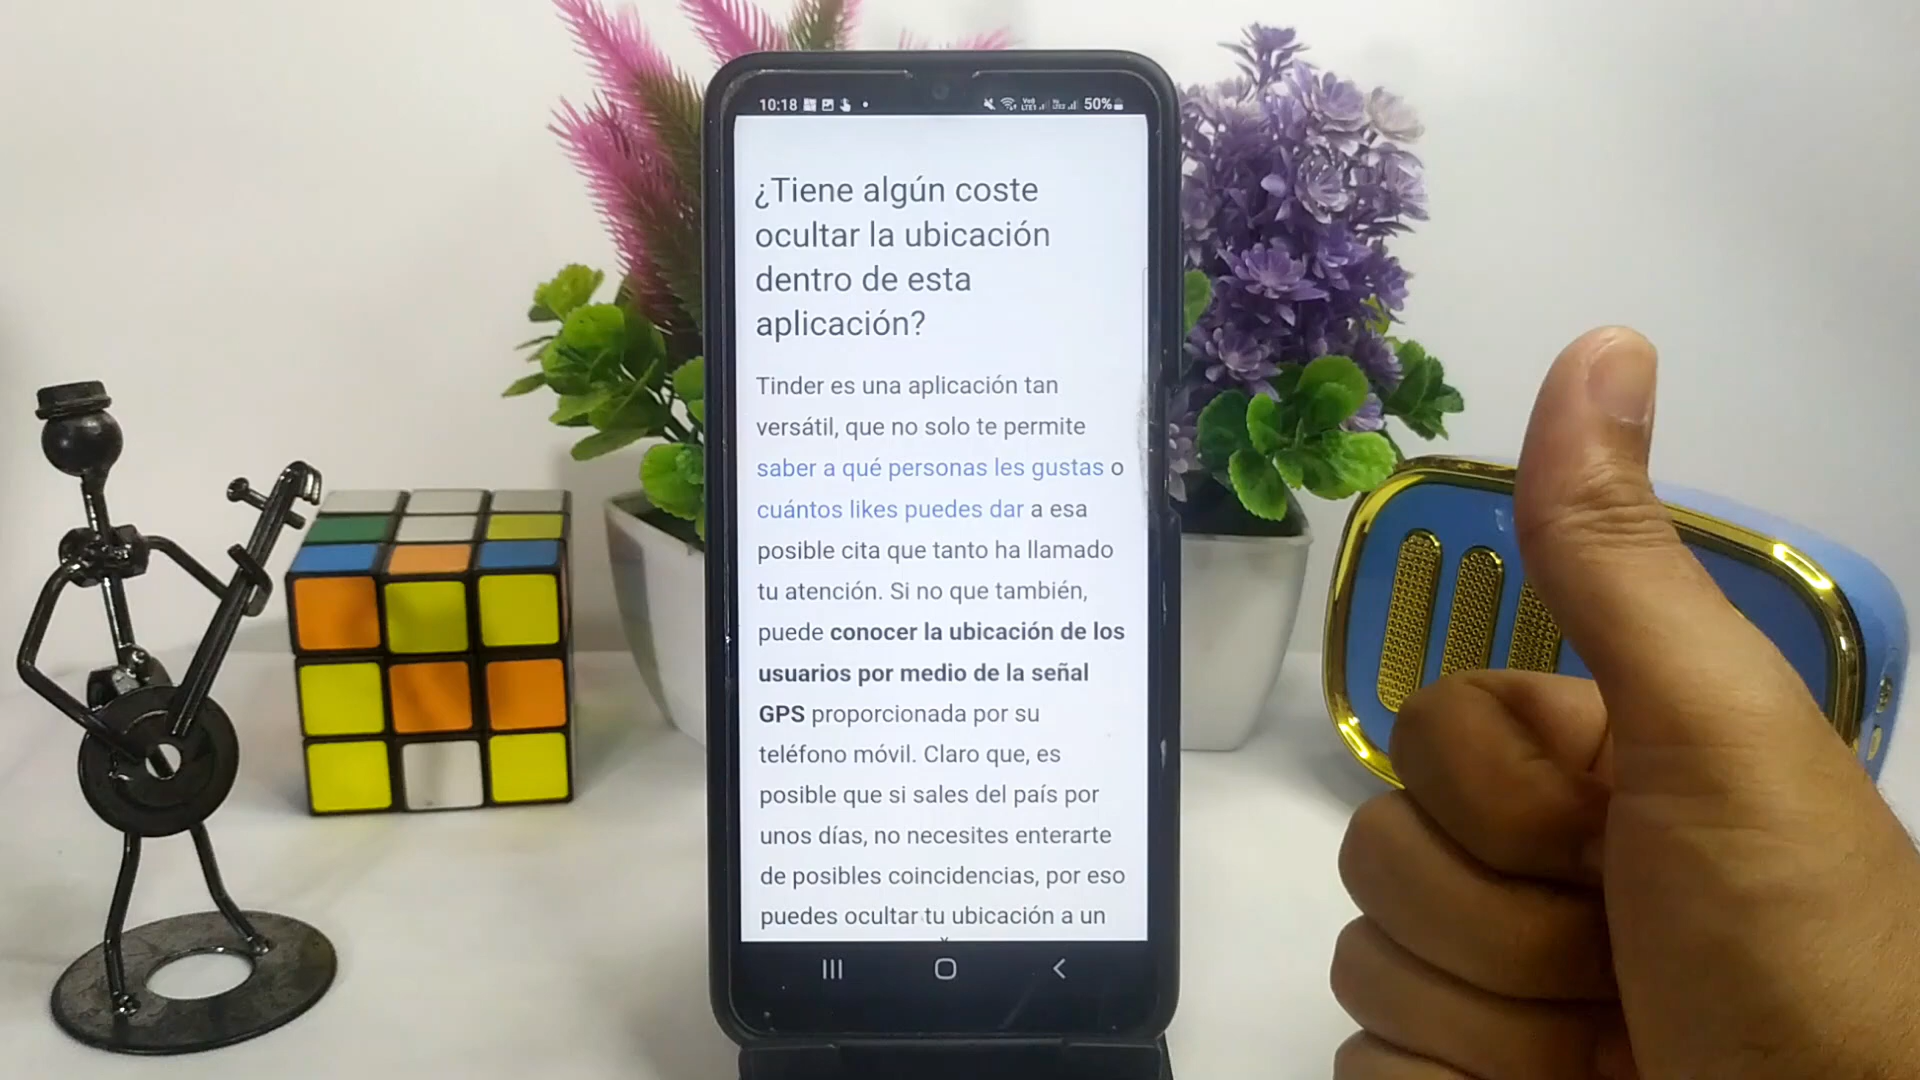 10:18 50%
¿Tiene algún coste
ocultar la ubicación
dentro de esta
aplicación?
Tinder es una aplicación tan
versátil, que no solo te permite
saber a qué personas les gustas o
cuántos likes puedes dar a esa
posible cita que tanto ha llamado
tu atención. Si no que también,
puede conocer la ubicación de los
usuarios por medio de la señal
GPS proporcionada por su
teléfono móvil. Claro que, es
posible que si sales del país por
unos días, no necesites enterarte
de posibles coincidencias, por eso
puedes ocultar tu ubicación a un